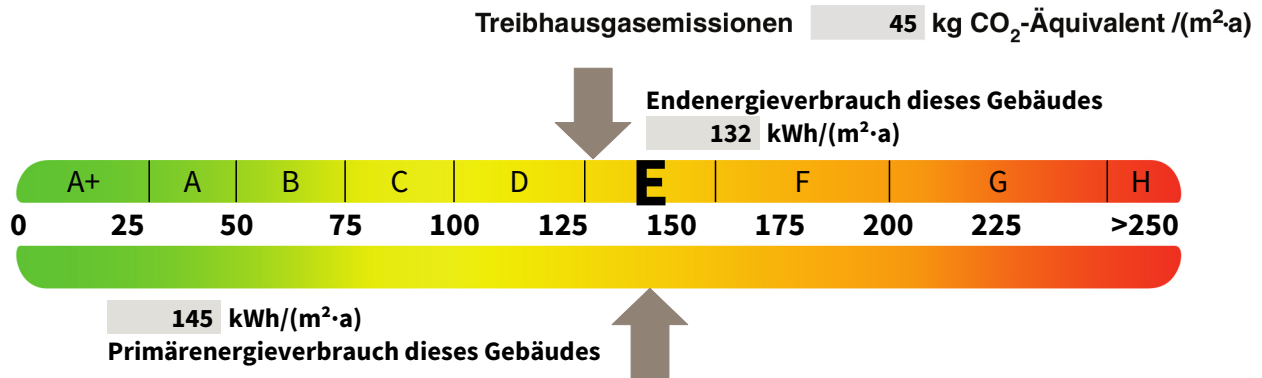 Treibhausgasemissionen 45 kg CO₂-Äquivalent /(m²·a)
Endenergieverbrauch dieses Gebäudes
132 kWh/(m²·a)
A+ A B C D E F G H
0 25 50 75 100 125 150 175 200 225 >250
145 kWh/(m²·a)
Primärenergieverbrauch dieses Gebäudes